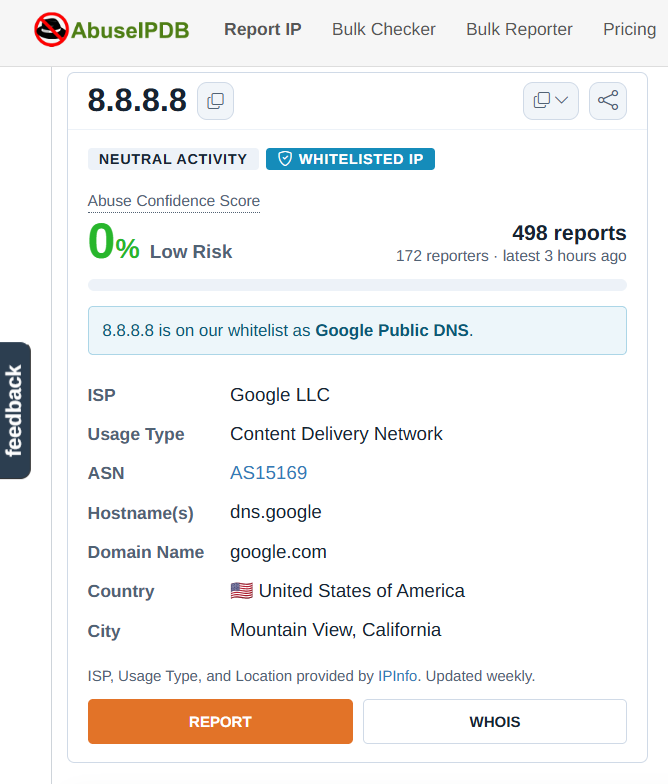 AbuseIPDB Report IP Bulk Checker Bulk Reporter Pricing
8.8.8.8
NEUTRAL ACTIVITY WHITELISTED IP
Abuse Confidence Score
0% Low Risk
498 reports
172 reporters · latest 3 hours ago
8.8.8.8 is on our whitelist as Google Public DNS.
feedback
ISP Google LLC
Usage Type Content Delivery Network
ASN AS15169
Hostname(s) dns.google
Domain Name google.com
Country United States of America
City Mountain View, California
ISP, Usage Type, and Location provided by IPInfo. Updated weekly.
REPORT WHOIS